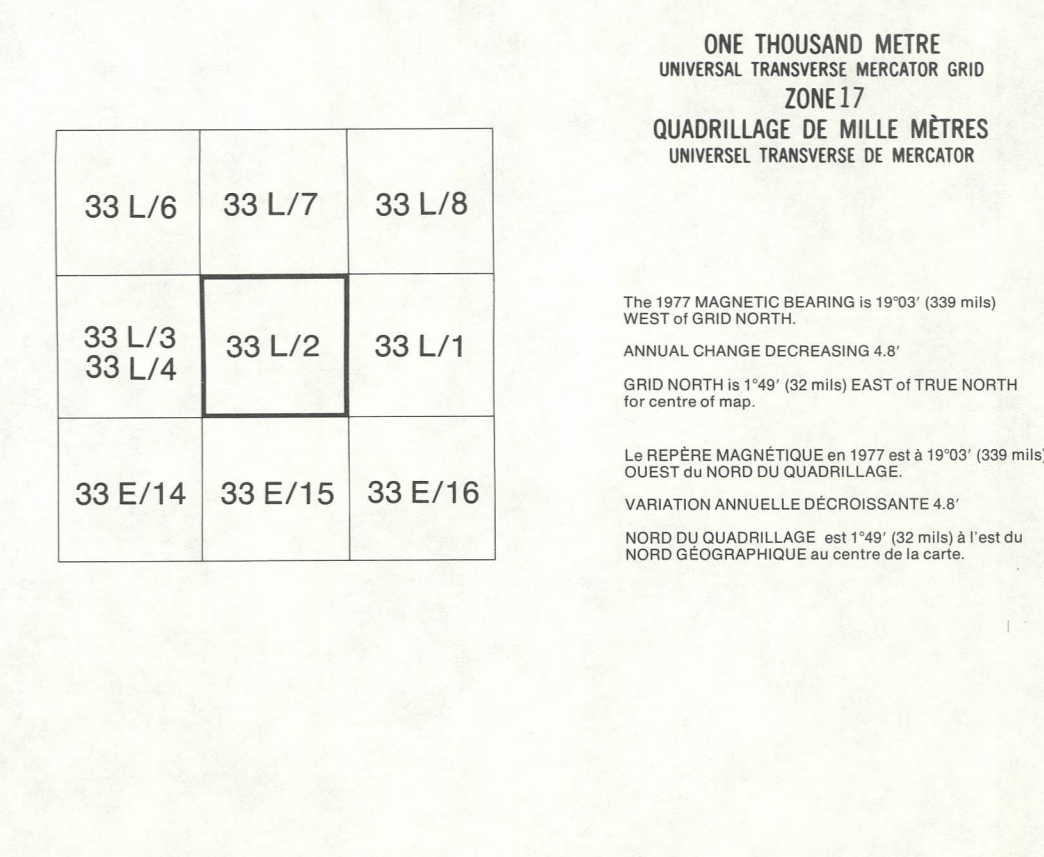 ONE THOUSAND METRE
UNIVERSAL TRANSVERSE MERCATOR GRID
ZONE 17
QUADRILLAGE DE MILLE MÈTRES
UNIVERSEL TRANSVERSE DE MERCATOR
33 L/6 33 L/7 33 L/8
33 L/3
33 L/4
33 L/2 33 L/1
33 E/14 33 E/15 33 E/16
The 1977 MAGNETIC BEARING is 19°03′ (339 mils)
WEST of GRID NORTH.
ANNUAL CHANGE DECREASING 4.8′
GRID NORTH is 1°49′ (32 mils) EAST of TRUE NORTH
for centre of map.
Le REPÈRE MAGNÉTIQUE en 1977 est à 19°03′ (339 mils)
OUEST du NORD DU QUADRILLAGE.
VARIATION ANNUELLE DÉCROISSANTE 4.8′
NORD DU QUADRILLAGE est 1°49′ (32 mils) à l'est du
NORD GÉOGRAPHIQUE au centre de la carte.